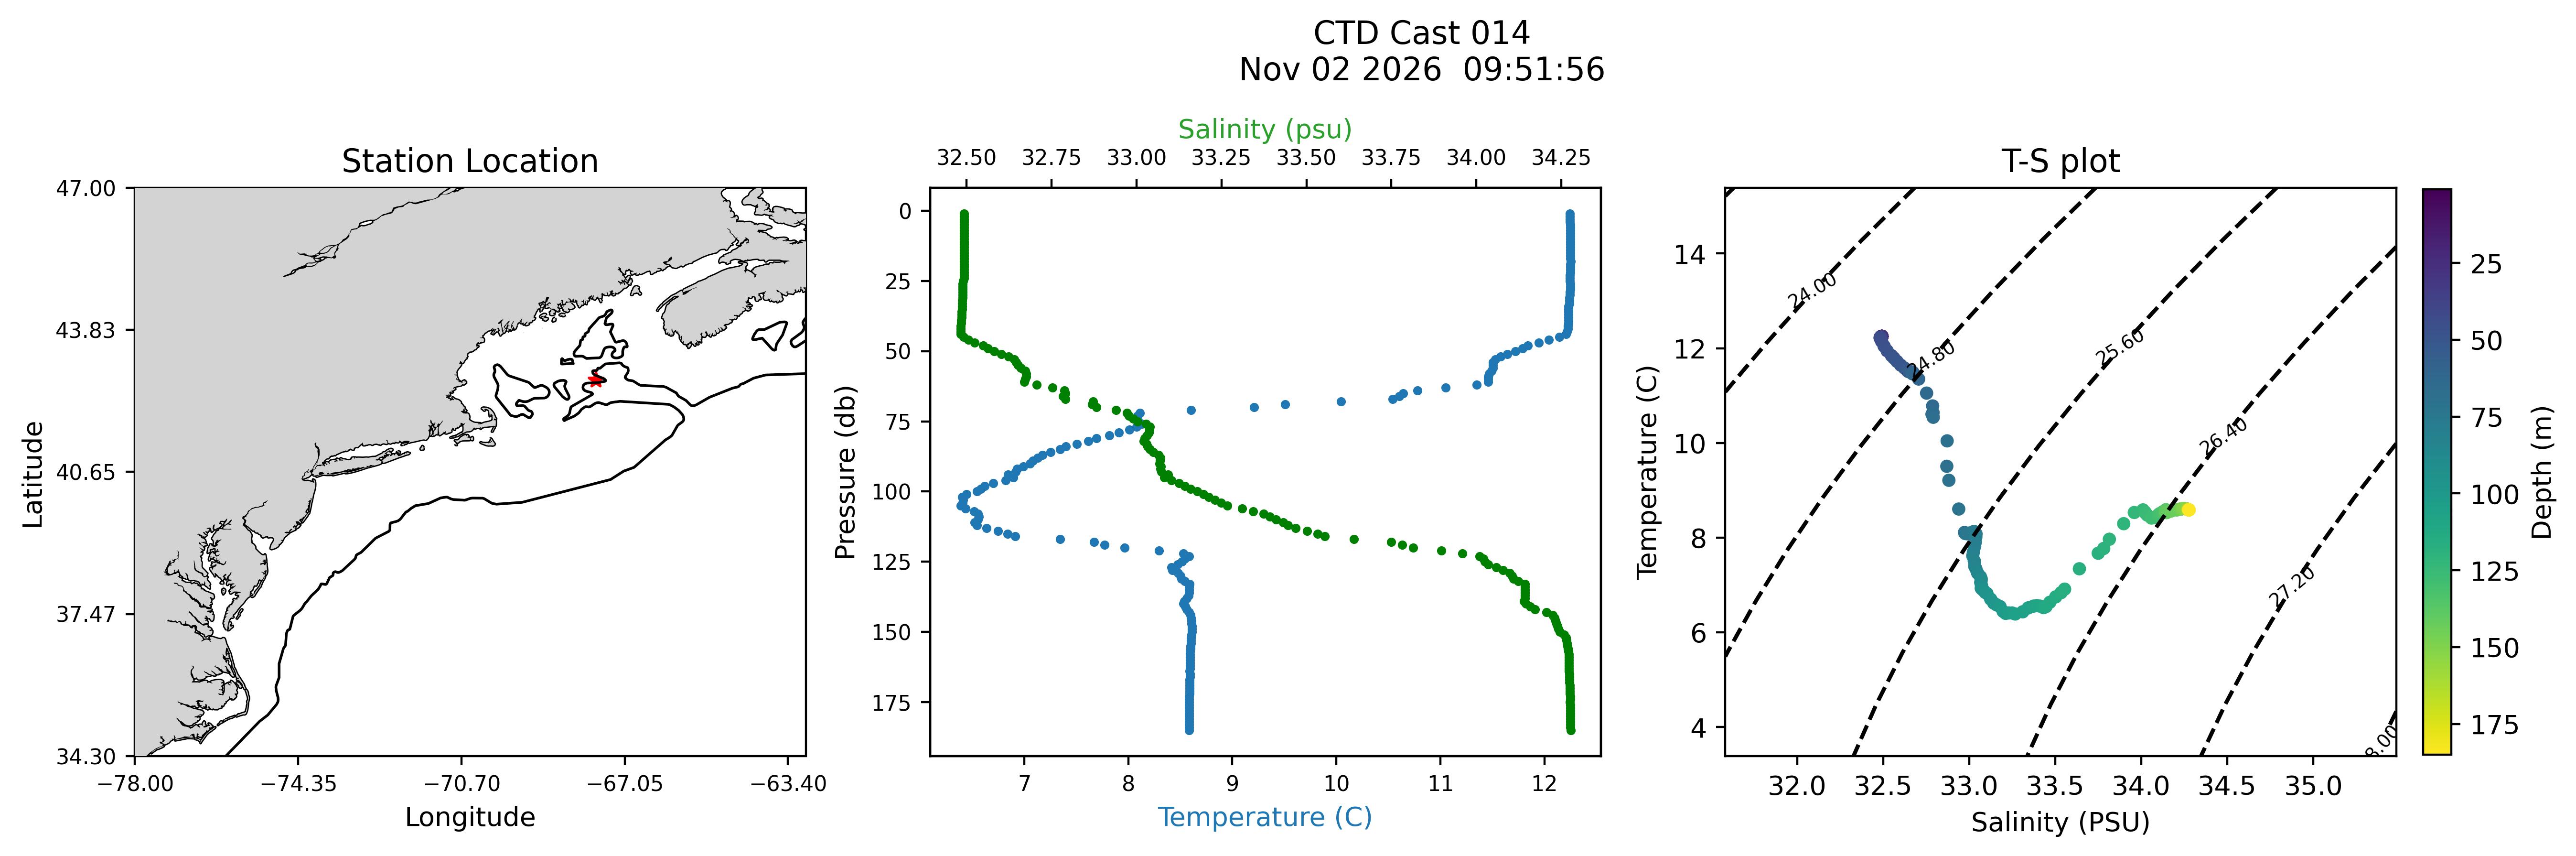 CTD Cast 014
Nov 02 2026  09:51:56
Station Location
47.00
43.83
40.65
37.47
34.30
−78.00 −74.35 −70.70 −67.05 −63.40
Latitude
Longitude
Salinity (psu)
32.50 32.75 33.00 33.25 33.50 33.75 34.00 34.25
0
25
50
75
100
125
150
175
Pressure (db)
7 8 9 10 11 12
Temperature (C)
T-S plot
14
12
10
8
6
4
Temperature (C)
24.00
24.80
25.60
26.40
27.20
8.00
32.0 32.5 33.0 33.5 34.0 34.5 35.0
Salinity (PSU)
25
50
75
100
125
150
175
Depth (m)